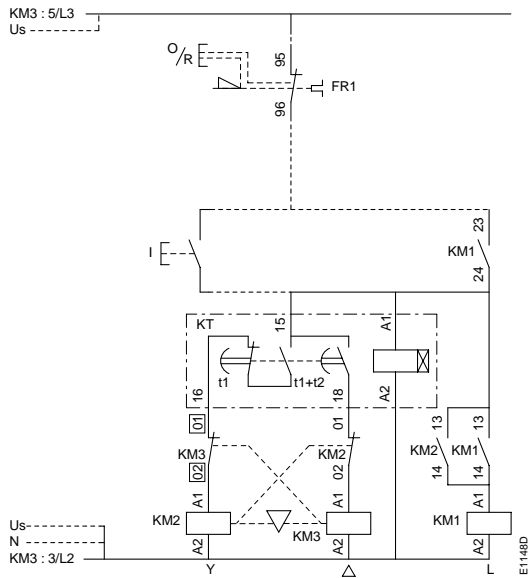 KM3 : 5/L3
Us
O/R
95
96
FR1
I
23
KM1
24
KT
15
A1
t1
t1+t2
A2
16
18
01
01
13
13
KM3
KM2
KM2
KM1
02
02
14
14
A1
A1
A1
KM2
KM3
KM1
A2
A2
A2
Us
N
KM3 : 3/L2
Y
L
E1148D